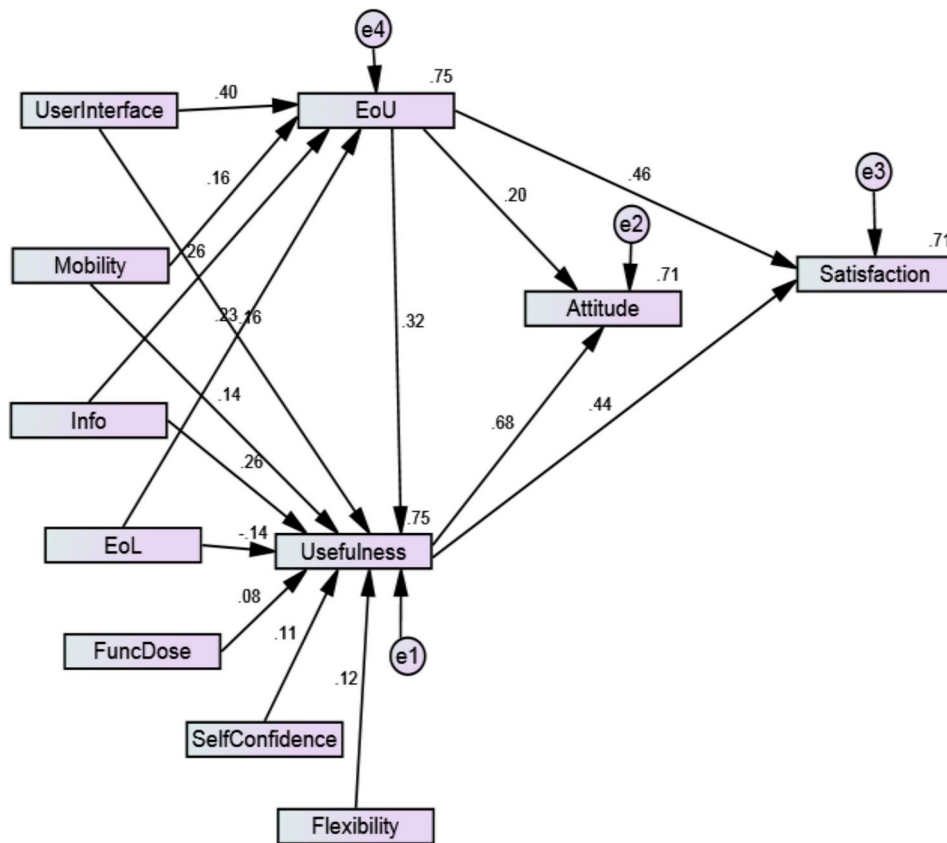 e4
.75
.40
UserInterface
EoU
.16
.46
e3
.20
e2
.26
.71
Mobility
.71
Satisfaction
Attitude
.23
.16
.32
.14
Info
.44
.68
.26
.75
-.14
EoL
Usefulness
.08
.11
FuncDose
e1
.12
SelfConfidence
Flexibility